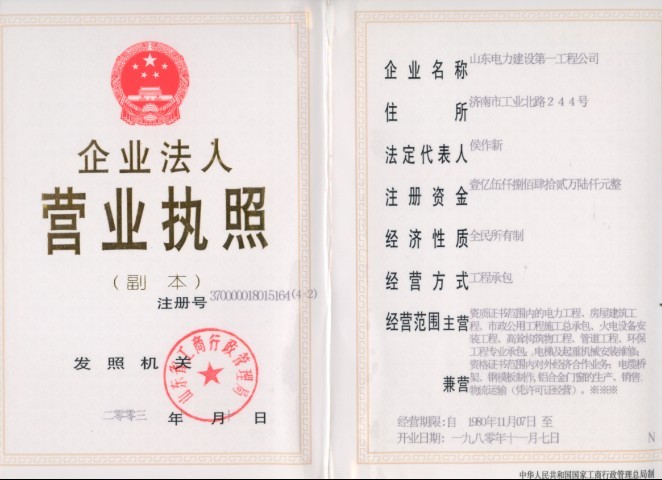 企业法人
营业执照
（副 本）
注册号 370000018015164(4-2)
发照机关
山东省工商行政管理局
二零零三 年 月 日
企业名称 山东电力建设第一工程公司
住 所 济南市工业北路２４４号
法定代表人 侯作新
注册资金 壹亿伍仟捌佰肆拾贰万陆仟元整
经济性质 全民所有制
经营方式 工程承包
经营范围 主营 资质证书范围内的电力工程、房屋建筑工
程、市政公用工程施工总承包、火电设备安
装工程、高耸构筑物工程、管道工程、环保
工程专业承包，电梯及起重机械安装维修；
兼营 资格证书范围内对外经济合作业务；电缆桥
架、钢模板制作,铝合金门窗的生产、销售;
物流运输（凭许可证经营）。※※※
经营期限：自 1980年11月07日 至
开业日期：一九八零年十一月七日
N
中华人民共和国国家工商行政管理总局制